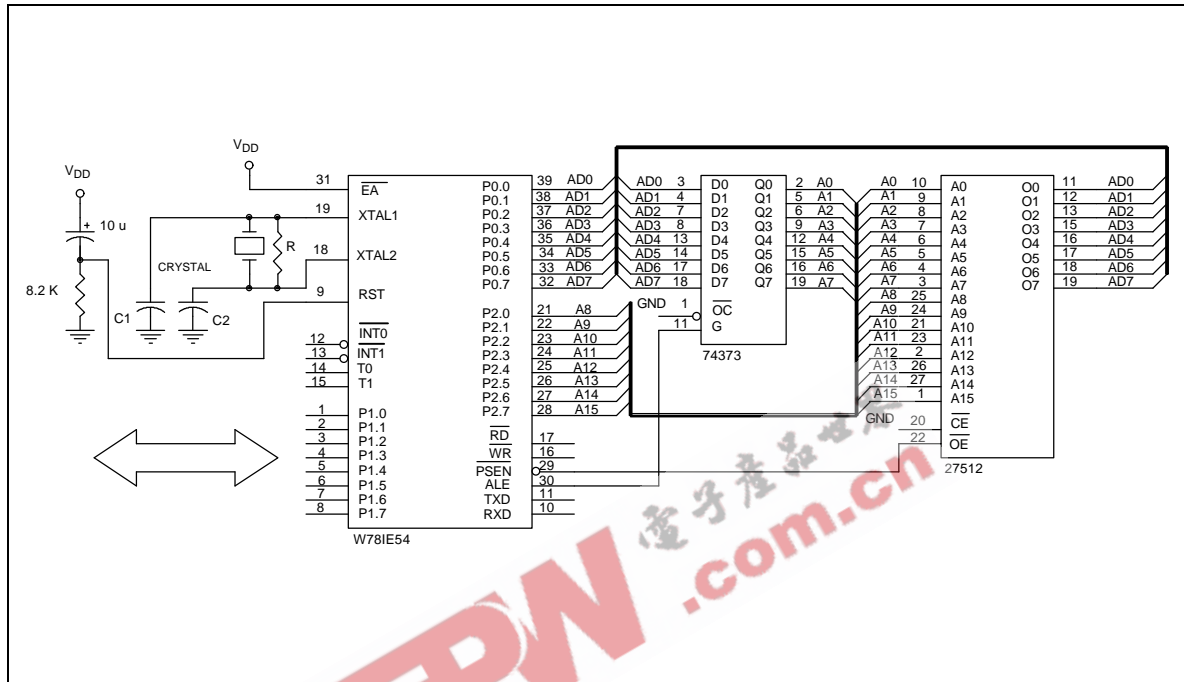 VDD
VDD
10 u
8.2 K
C1
CRYSTAL
C2
R
31 EA
19 XTAL1
18 XTAL2
9 RST
12 INT0
13 INT1
14 T0
15 T1
1 P1.0
2 P1.1
3 P1.2
4 P1.3
5 P1.4
6 P1.5
7 P1.6
8 P1.7
P0.0 39 AD0
P0.1 38 AD1
P0.2 37 AD2
P0.3 36 AD3
P0.4 35 AD4
P0.5 34 AD5
P0.6 33 AD6
P0.7 32 AD7
P2.0 21 A8
P2.1 22 A9
P2.2 23 A10
P2.3 24 A11
P2.4 25 A12
P2.5 26 A13
P2.6 27 A14
P2.7 28 A15
RD 17
WR 16
PSEN 29
ALE 30
TXD 11
RXD 10
W78IE54
AD0 3 D0 Q0 2 A0
AD1 4 D1 Q1 5 A1
AD2 7 D2 Q2 6 A2
AD3 8 D3 Q3 9 A3
AD4 13 D4 Q4 12 A4
AD5 14 D5 Q5 15 A5
AD6 17 D6 Q6 16 A6
AD7 18 D7 Q7 19 A7
GND 1 OC
11 G
74373
A0 10 A0 O0 11 AD0
A1 9 A1 O1 12 AD1
A2 8 A2 O2 13 AD2
A3 7 A3 O3 15 AD3
A4 6 A4 O4 16 AD4
A5 5 A5 O5 17 AD5
A6 4 A6 O6 18 AD6
A7 3 A7 O7 19 AD7
A8 25 A8
A9 24 A9
A10 21 A10
A11 23 A11
A12 2 A12
A13 26 A13
A14 27 A14
A15 1 A15
GND 20 CE
22 OE
27512
電子產品世界
.com.cn